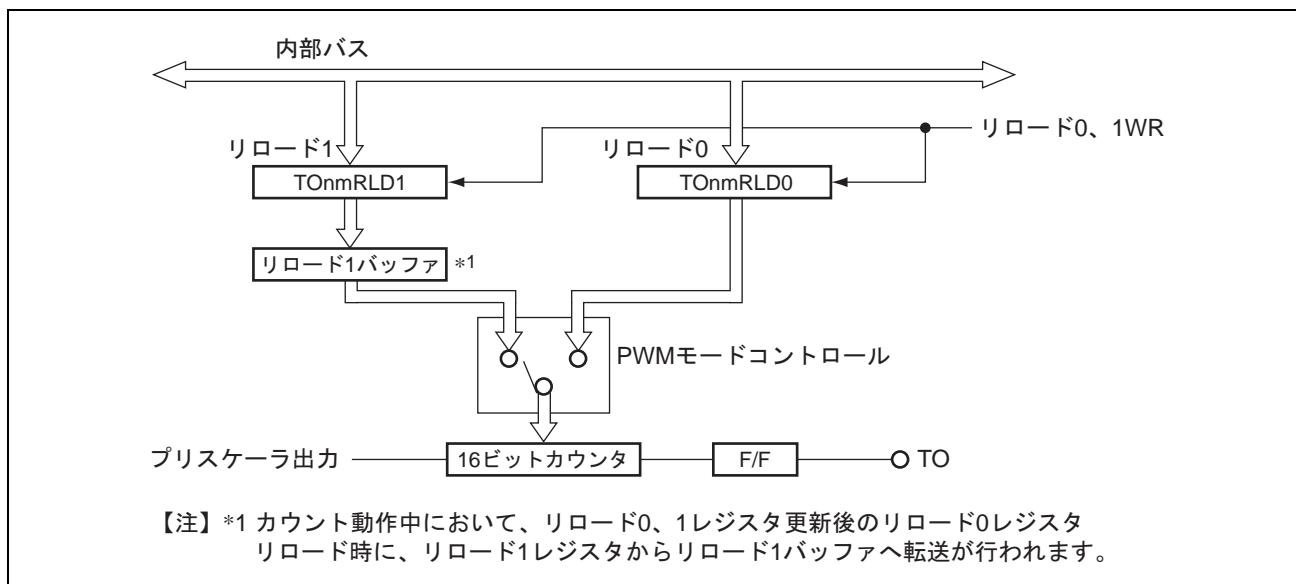 内部バス
リロード0、1WR
リロード1
リロード0
TOnmRLD1
TOnmRLD0
リロード1バッファ *1
PWMモードコントロール
プリスケーラ出力
16ビットカウンタ
F/F
TO
【注】*1 カウント動作中において、リロード0、1レジスタ更新後のリロード0レジスタ
リロード時に、リロード1レジスタからリロード1バッファへ転送が行われます。